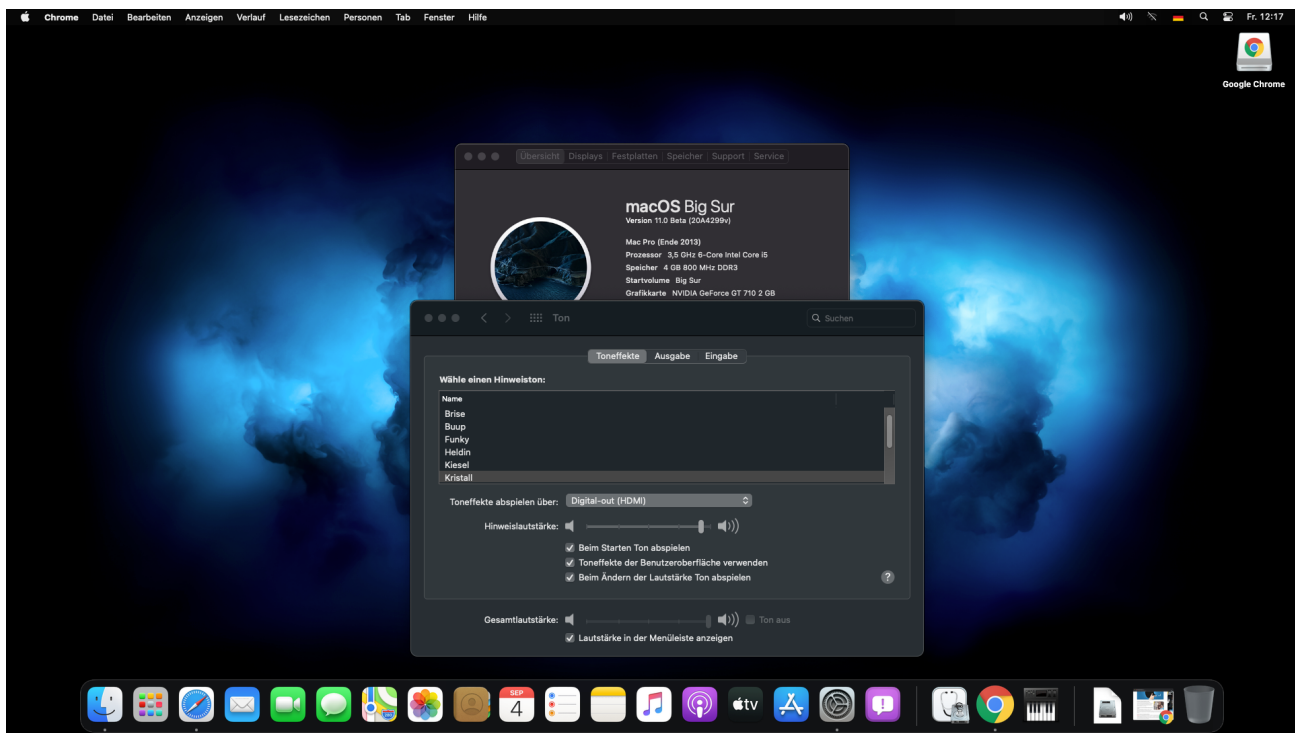 Chrome Datei Bearbeiten Anzeigen Verlauf Lesezeichen Personen Tab Fenster Hilfe Fr. 12:17
Google Chrome
Übersicht Displays Festplatten Speicher Support Service
macOS Big Sur
Version 11.0 Beta (20A4299v)
Mac Pro (Ende 2013)
Prozessor 3,5 GHz 6-Core Intel Core i5
Speicher 4 GB 800 MHz DDR3
Startvolume Big Sur
Grafikkarte NVIDIA GeForce GT 710 2 GB
Ton Suchen
Toneffekte Ausgabe Eingabe
Wähle einen Hinweiston:
Name
Brise
Buup
Funky
Heldin
Kiesel
Kristall
Toneffekte abspielen über: Digital-out (HDMI)
Hinweislautstärke:
Beim Starten Ton abspielen
Toneffekte der Benutzeroberfläche verwenden
Beim Ändern der Lautstärke Ton abspielen
?
Gesamtlautstärke: Ton aus
Lautstärke in der Menüleiste anzeigen
SEP
4
tv